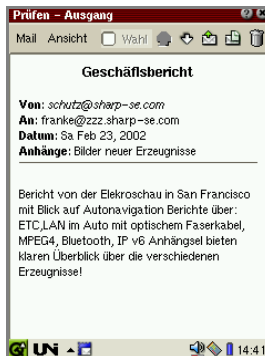 Prüfen - Ausgang
Mail Ansicht Wahl
Geschäflsbericht
Von: schutz@sharp-se.com
An: franke@zzz.sharp-se.com
Datum: Sa Feb 23, 2002
Anhänge: Bilder neuer Erzeugnisse
Bericht von der Elekroschau in San Francisco
mit Blick auf Autonavigation Berichte über:
ETC,LAN im Auto mit optischem Faserkabel,
MPEG4, Bluetooth, IP v6 Anhängsel bieten
klaren Überblick über die verschiedenen
Erzeugnisse!
UNi 14:41